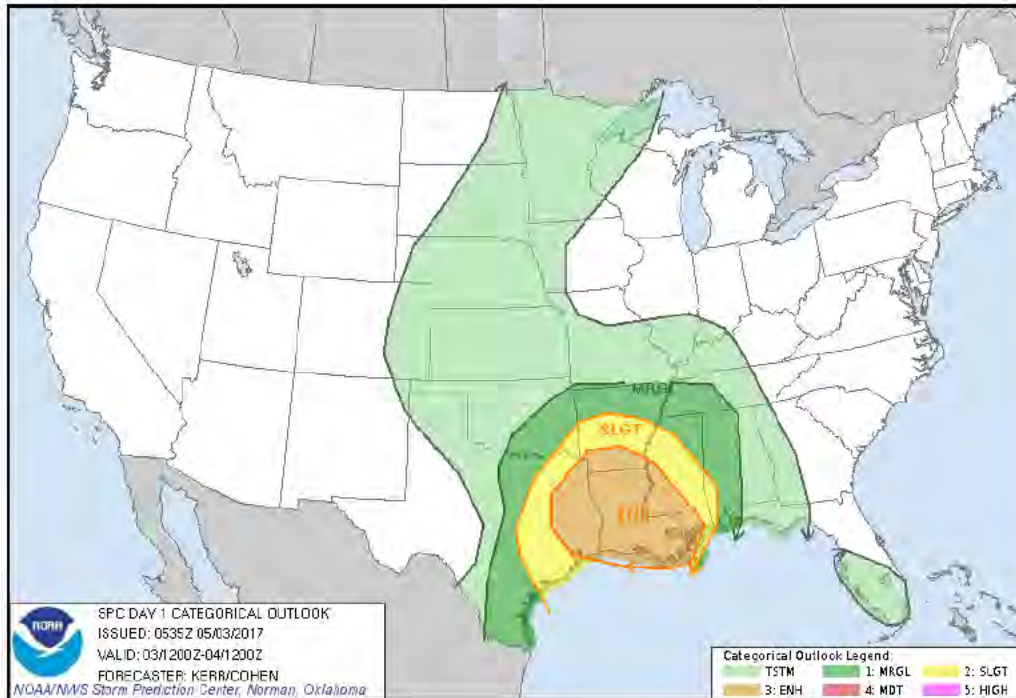 MRGL
SLGT
ENH
NOAA
SPC DAY 1 CATEGORICAL OUTLOOK
ISSUED: 0535Z 05/03/2017
VALID: 03/1200Z-04/1200Z
FORECASTER: KERR/COHEN
NOAA/NWS Storm Prediction Center, Norman, Oklahoma
Categorical Outlook Legend:
TSTM 1: MRGL 2: SLGT
3: ENH 4: MDT 5: HIGH